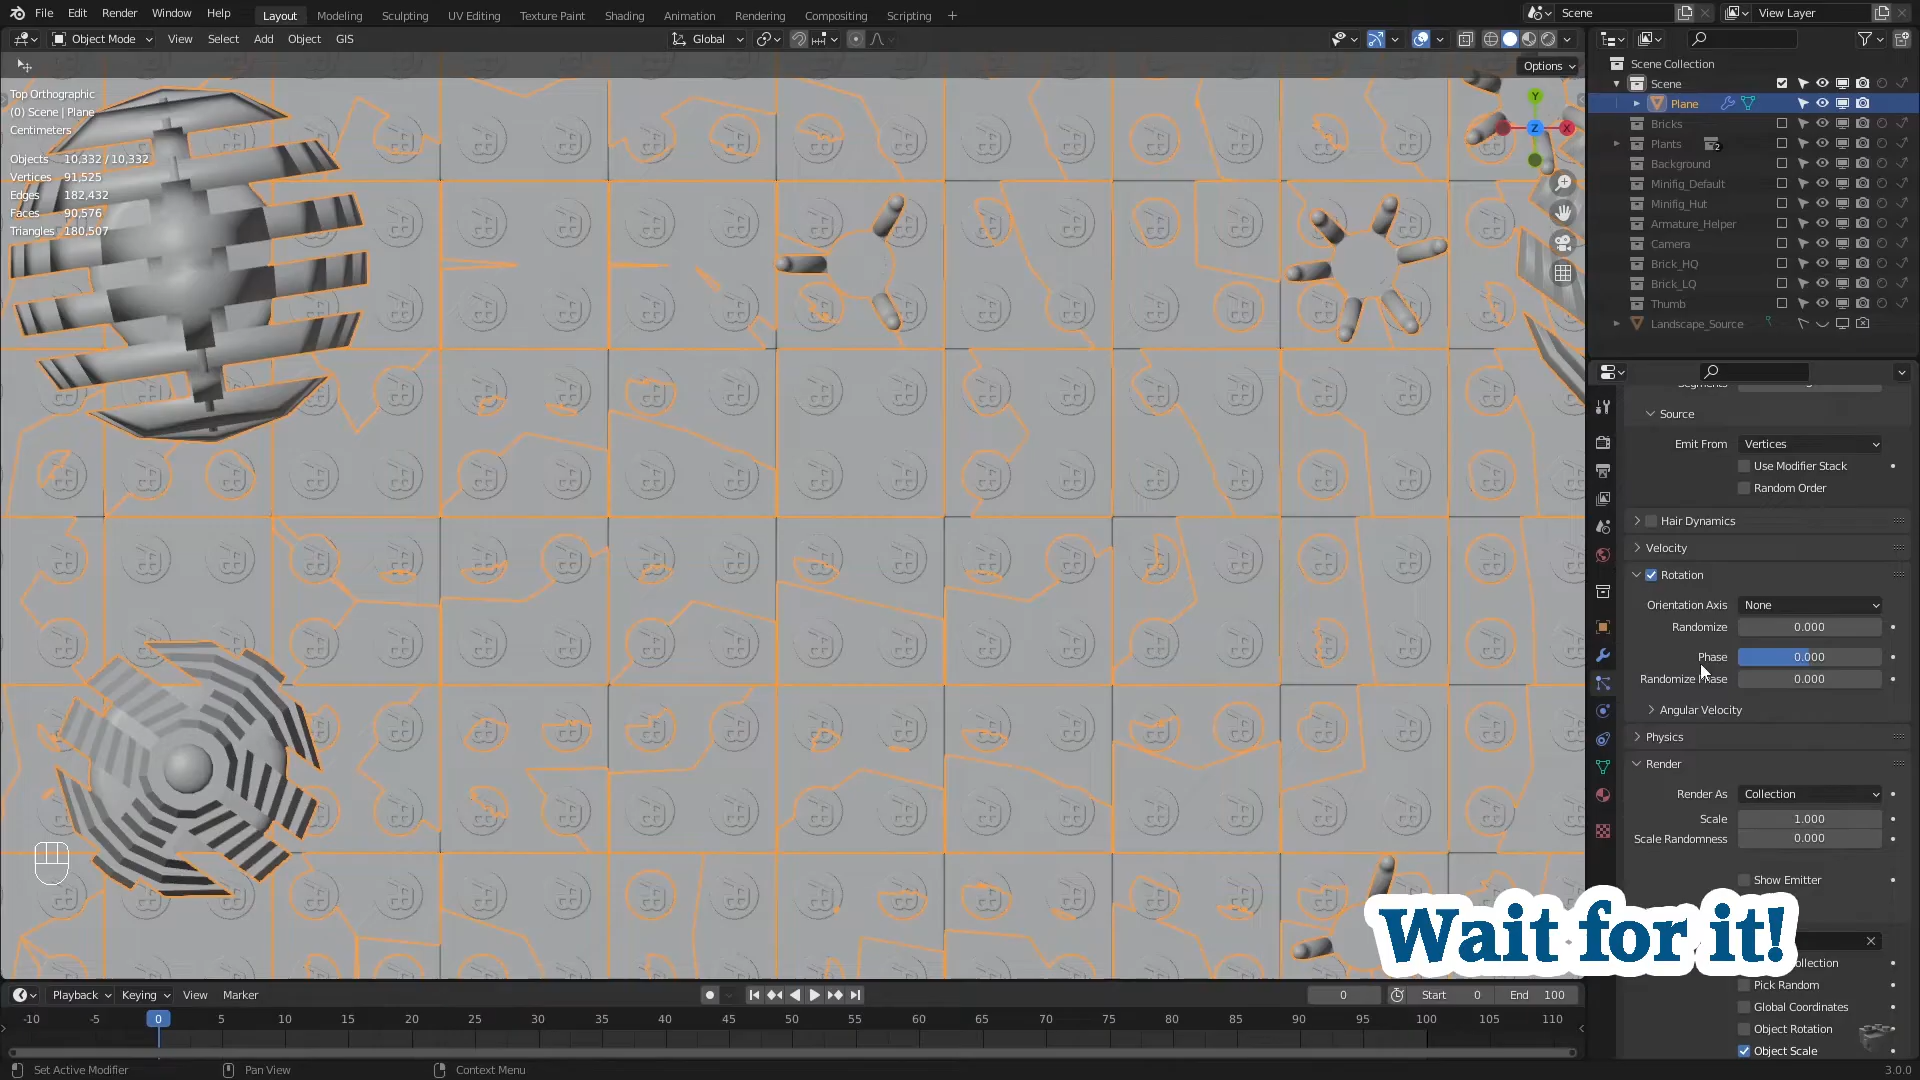 File Edit Render Window Help Layout Modeling Sculpting UV Editing Texture Paint Shading Animation Rendering Compositing Scripting + Scene View Layer
Object Mode View Select Add Object GIS Global
Options
Top Orthographic
(0) Scene | Plane
Centimeters
Objects 10,332 / 10,332
Vertices 91,525
Edges 182,432
Faces 90,576
Triangles 180,507
Y
Z
X
Scene Collection
Scene
Plane
Bricks
Plants 2
Background
Minifig_Default
Minifig_Hut
Armature_Helper
Camera
Brick_HQ
Brick_LQ
Thumb
Landscape_Source
Segments
Source
Emit From Vertices
Use Modifier Stack
Random Order
Hair Dynamics
Velocity
Rotation
Orientation Axis None
Randomize 0.000
Phase 0.000
Randomize Phase 0.000
Angular Velocity
Physics
Render
Render As Collection
Scale 1.000
Scale Randomness 0.000
Show Emitter
Wait for it!
Pick Random
Global Coordinates
Object Rotation
Object Scale
Playback Keying View Marker 0 Start 0 End 100
-10 -5 0 5 10 15 20 25 30 35 40 45 50 55 60 65 70 75 80 85 90 95 100 105 110
Set Active Modifier Pan View Context Menu 3.0.0